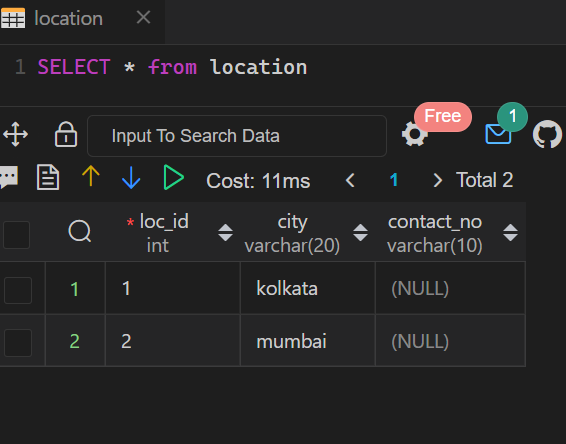 location
1 SELECT * from location
Free
1
Input To Search Data
Cost: 11ms
1
Total 2
* loc_id city contact_no
int varchar(20) varchar(10)
1 1 kolkata (NULL)
2 2 mumbai (NULL)